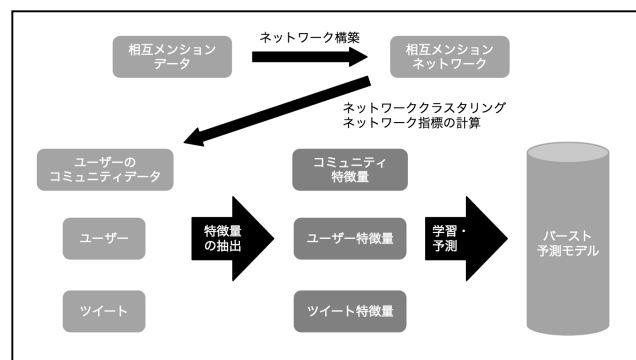 ネットワーク構築
相互メンション
データ
相互メンション
ネットワーク
ネットワーククラスタリング
ネットワーク指標の計算
ユーザーの
コミュニティデータ
コミュニティ
特徴量
ユーザー
特徴量
の抽出
ユーザー特徴量
学習・
予測
バースト
予測モデル
ツイート
ツイート特徴量